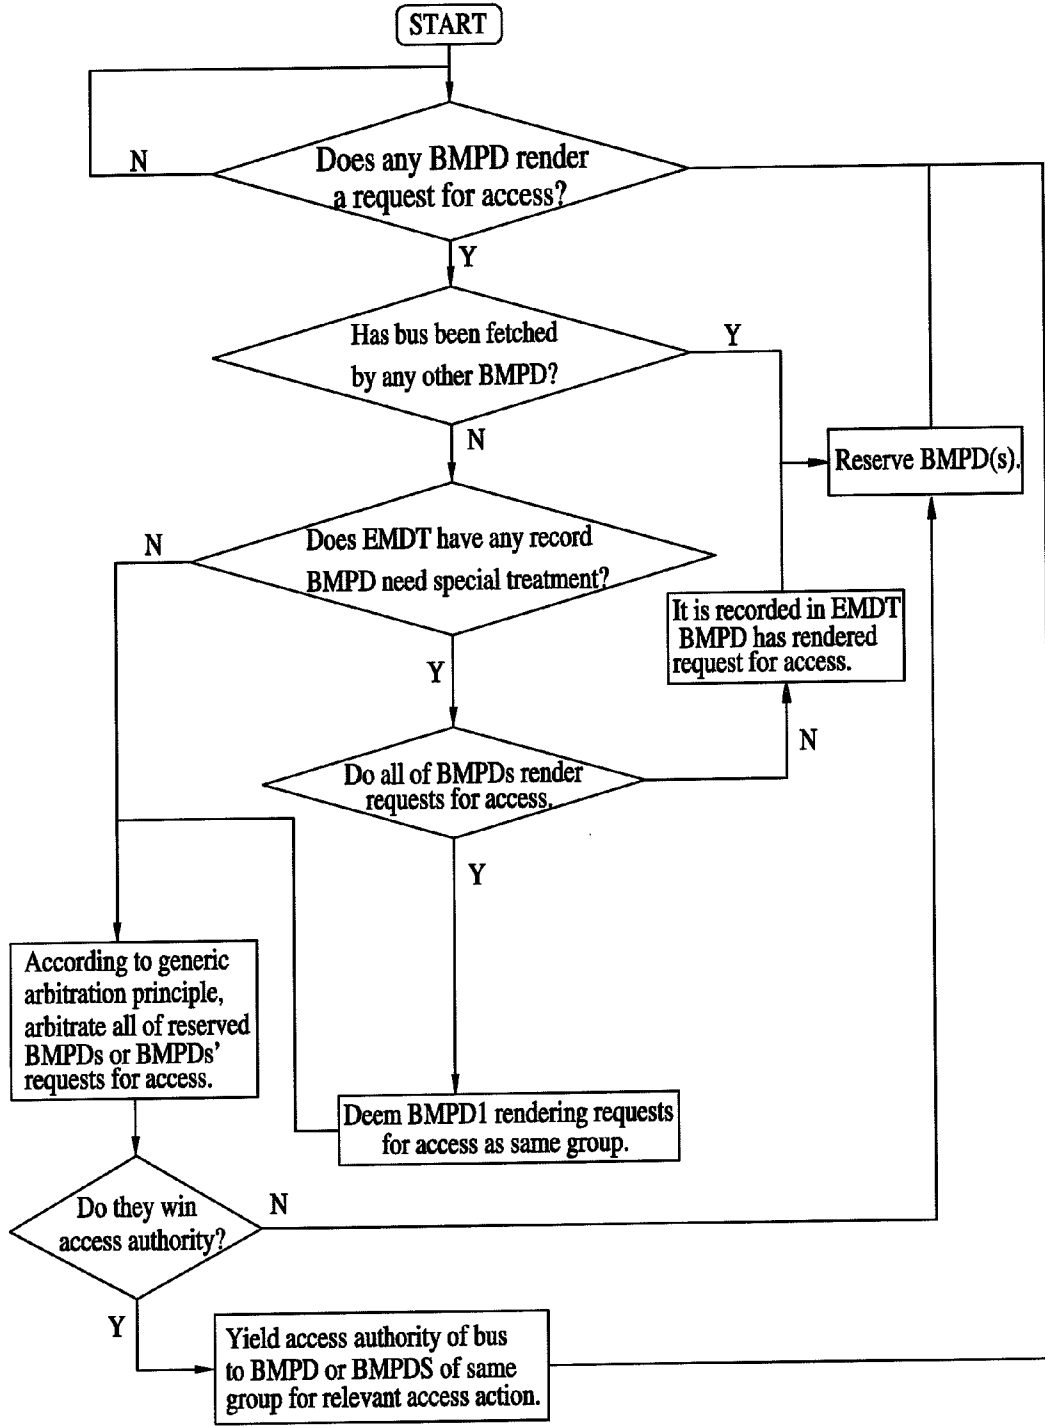 START
N
Does any BMPD render
a request for access?
Y
Has bus been fetched
by any other BMPD?
Y
N
Reserve BMPD(s).
N
Does EMDT have any record
BMPD need special treatment?
It is recorded in EMDT
BMPD has rendered
request for access.
Y
N
Do all of BMPDs render
requests for access.
Y
According to generic
arbitration principle,
arbitrate all of reserved
BMPDs or BMPDs'
requests for access.
Deem BMPD1 rendering requests
for access as same group.
Do they win
access authority?
N
Y
Yield access authority of bus
to BMPD or BMPDS of same
group for relevant access action.